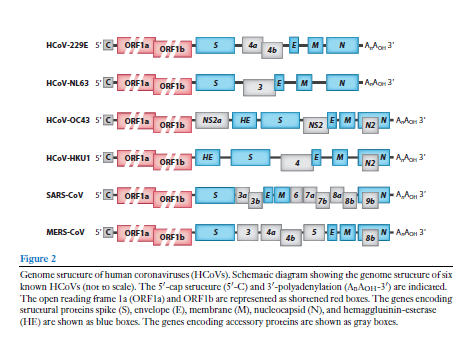 HCoV-229E 5' C ORF1a ORF1b S 4a 4b E M N AnAOH 3'
HCoV-NL63 5' C ORF1a ORF1b S 3 E M N AnAOH 3'
HCoV-OC43 5' C ORF1a ORF1b NS2a HE S NS2 E M N2 N AnAOH 3'
HCoV-HKU1 5' C ORF1a ORF1b HE S 4 E M N2 N AnAOH 3'
SARS-CoV 5' C ORF1a ORF1b S 3a 3b E M 6 7a 7b 8a 8b 9b N AnAOH 3'
MERS-CoV 5' C ORF1a ORF1b S 3 4a 4b 5 E M 8b N AnAOH 3'
Figure 2
Genome structure of human coronaviruses (HCoVs). Schematic diagram showing the genome structure of six
known HCoVs (not to scale). The 5′-cap structure (5′-C) and 3′-polyadenylation (AnAOH-3′) are indicated.
The open reading frame 1a (ORF1a) and ORF1b are represented as shortened red boxes. The genes encoding
structural proteins spike (S), envelope (E), membrane (M), nucleocapsid (N), and hemagglutinin-esterase
(HE) are shown as blue boxes. The genes encoding accessory proteins are shown as gray boxes.